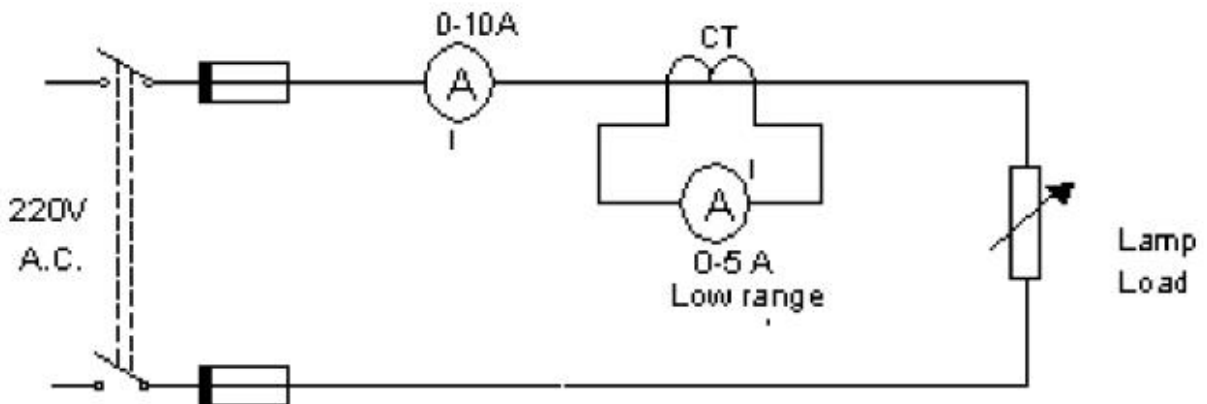 0-10A
CT
A
I
I
A
220V
A.C.
0-5 A
Low range
Lamp
Load